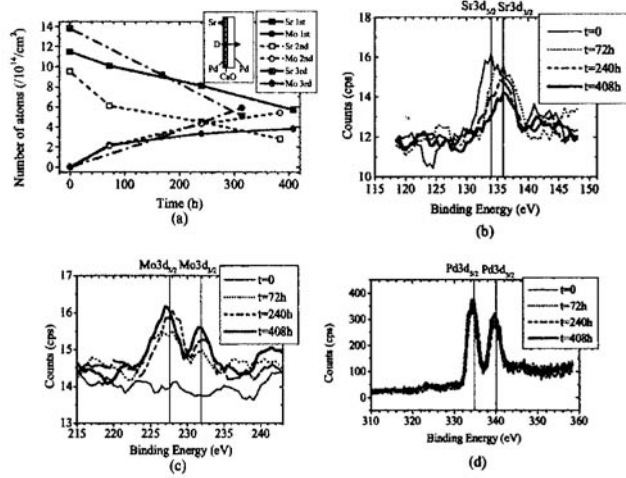 14
12
10
8
6
4
2
0
Number of atoms (/10¹⁴/cm²)
0 100 200 300 400
Time (h)
(a)
Sr
D
Pd Pd
CaO
Sr 1st
Mo 1st
Sr 2nd
Mo 2nd
Sr 3rd
Mo 3rd
Sr3d₅/₂ Sr3d₃/₂
18
16
14
12
10
Counts (cps)
t=0
t=72h
t=240h
t=408h
115 120 125 130 135 140 145 150
Binding Energy (eV)
(b)
Mo3d₅/₂ Mo3d₃/₂
17
16
15
14
13
Counts (cps)
t=0
t=72h
t=240h
t=408h
215 220 225 230 235 240
Binding Energy (eV)
(c)
Pd3d₅/₂ Pd3d₃/₂
400
300
200
100
0
Counts (cps)
t=0
t=72h
t=240h
t=408h
310 320 330 340 350 360
Binding Energy (eV)
(d)